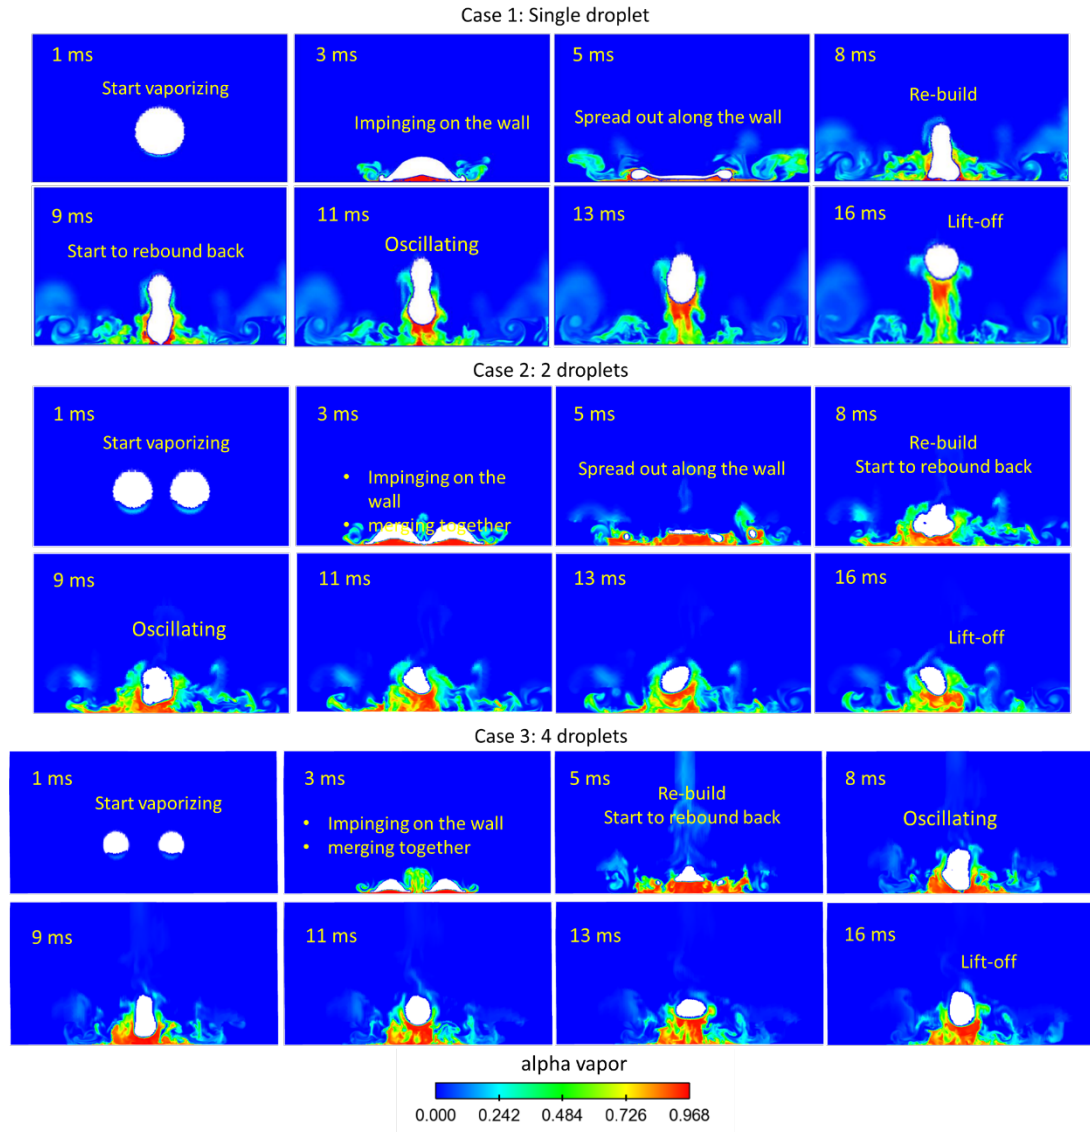 Case 1: Single droplet
1 ms
Start vaporizing
3 ms
Impinging on the wall
5 ms
Spread out along the wall
8 ms
Re-build
9 ms
Start to rebound back
11 ms
Oscillating
13 ms
16 ms
Lift-off
Case 2: 2 droplets
1 ms
Start vaporizing
3 ms
• Impinging on the
wall
• merging together
5 ms
Spread out along the wall
8 ms
Re-build
Start to rebound back
9 ms
Oscillating
11 ms
13 ms
16 ms
Lift-off
Case 3: 4 droplets
1 ms
Start vaporizing
3 ms
• Impinging on the wall
• merging together
5 ms
Re-build
Start to rebound back
8 ms
Oscillating
9 ms
11 ms
13 ms
16 ms
Lift-off
alpha vapor
0.000 0.242 0.484 0.726 0.968